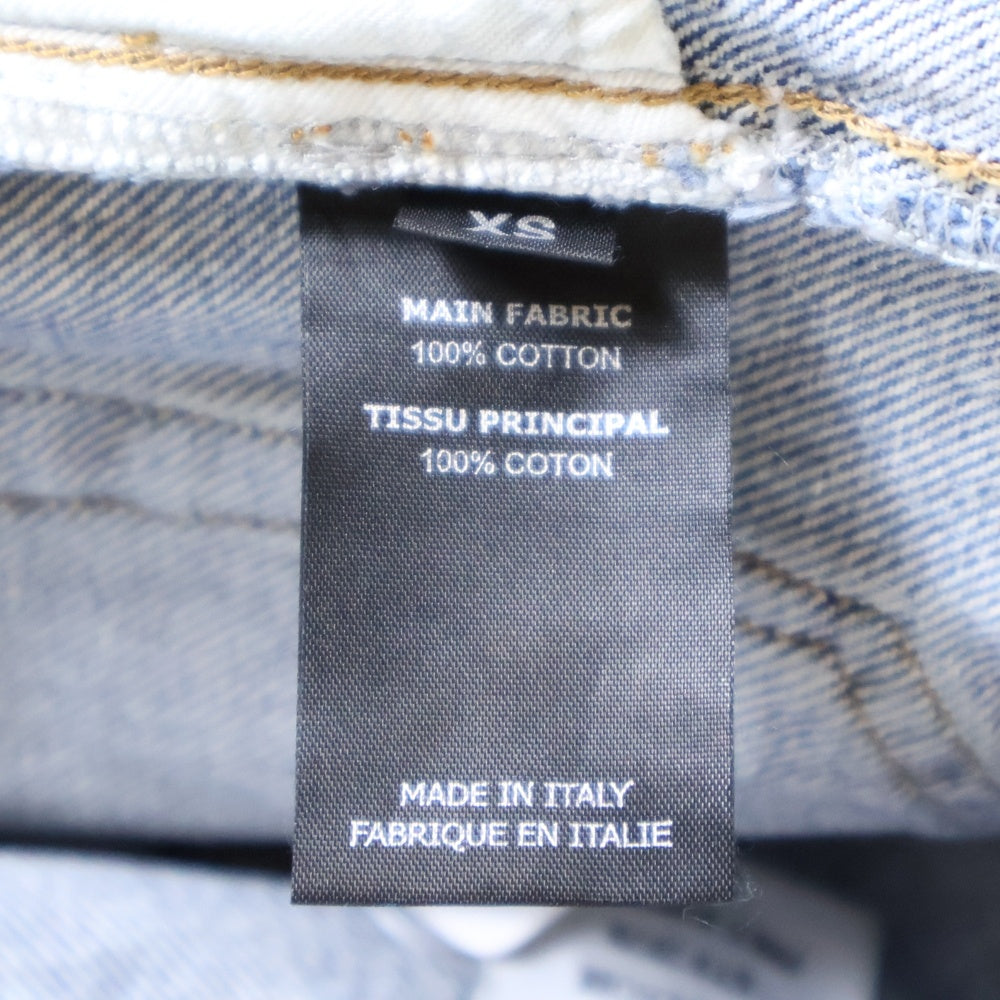 XS
MAIN FABRIC
100% COTTON
TISSU PRINCIPAL
100% COTON
MADE IN ITALY
FABRIQUE EN ITALIE